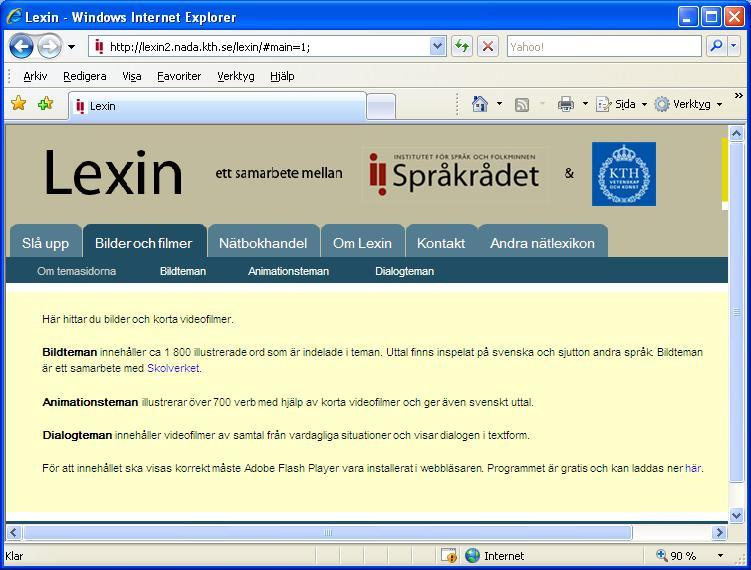 Lexin - Windows Internet Explorer
http://lexin2.nada.kth.se/lexin/#main=1;
Yahoo!
Arkiv Redigera Visa Favoriter Verktyg Hjälp
Lexin
Sida Verktyg »
Lexin ett samarbete mellan
INSTITUTET FÖR SPRÅK OCH FOLKMINNEN
Språkrådet
&
KTH
VETENSKAP
OCH KONST
Slå upp Bilder och filmer Nätbokhandel Om Lexin Kontakt Andra nätlexikon
Om temasidorna Bildteman Animationsteman Dialogteman
Här hittar du bilder och korta videofilmer.
Bildteman innehåller ca 1 800 illustrerade ord som är indelade i teman. Uttal finns inspelat på svenska och sjutton andra språk. Bildteman
är ett samarbete med Skolverket.
Animationsteman illustrerar över 700 verb med hjälp av korta videofilmer och ger även svenskt uttal.
Dialogteman innehåller videofilmer av samtal från vardagliga situationer och visar dialogen i textform.
För att innehållet ska visas korrekt måste Adobe Flash Player vara installerat i webbläsaren. Programmet är gratis och kan laddas ner här.
Klar
Internet
90 %